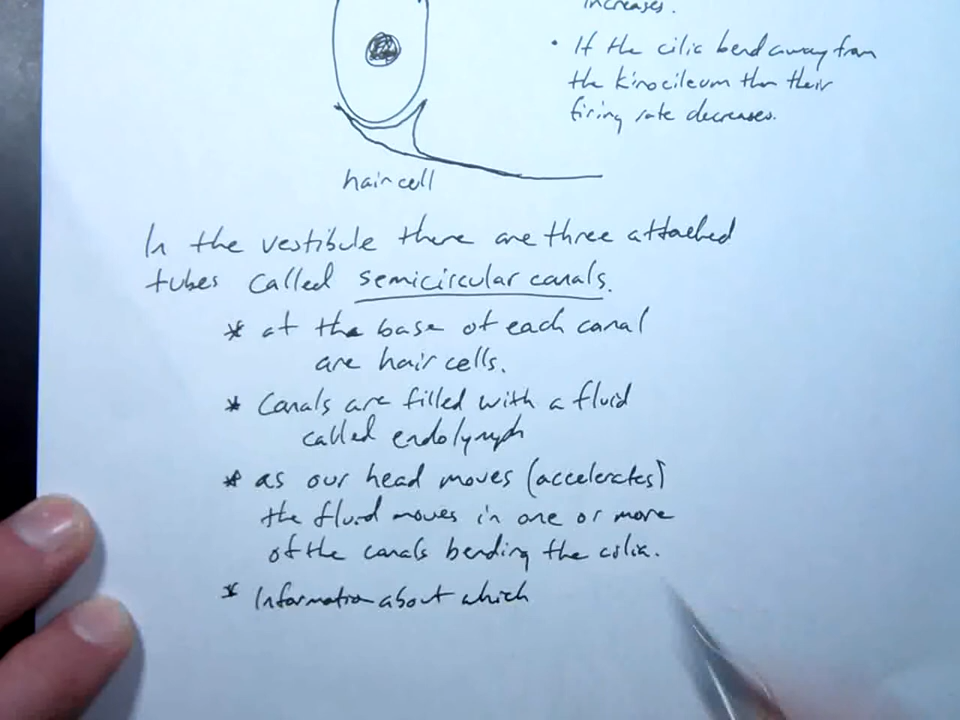 increases.
• If the cilia bend away from
the kinocileum then their
firing rate decreases.
hair cell
In the vestibule there are three attached
tubes called semicircular canals.
* at the base of each canal
are hair cells.
* Canals are filled with a fluid
called endolymph
* as our head moves (accelerates)
the fluid moves in one or more
of the canals bending the cilia.
* Information about which